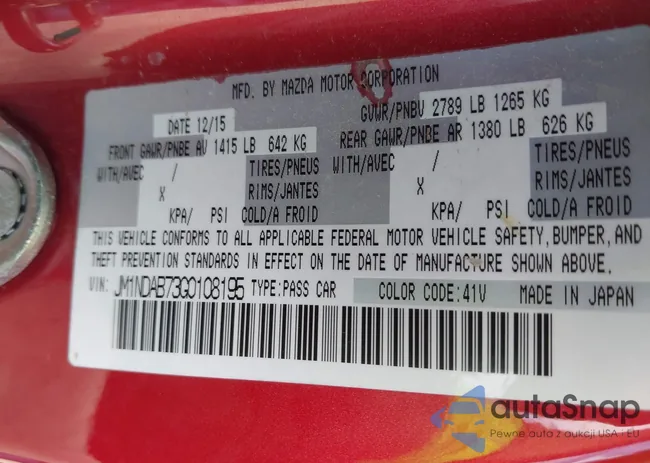 MFD. BY MAZDA MOTOR CORPORATION
DATE 12/15 GVWR/PNBV 2789 LB 1265 KG
FRONT GAWR/PNBE AV 1415 LB 642 KG REAR GAWR/PNBE AR 1380 LB 626 KG
WITH/AVEC / TIRES/PNEUS WITH/AVEC / TIRES/PNEUS
X RIMS/JANTES X RIMS/JANTES
KPA/ PSI COLD/A FROID KPA/ PSI COLD/A FROID
THIS VEHICLE CONFORMS TO ALL APPLICABLE FEDERAL MOTOR VEHICLE SAFETY, BUMPER, AND
THEFT PREVENTION STANDARDS IN EFFECT ON THE DATE OF MANUFACTURE SHOWN ABOVE.
VIN: JM1NDAB73G0108195 TYPE:PASS CAR COLOR CODE:41V MADE IN JAPAN
autoSnap
Pewne auta z aukcji USA i EU